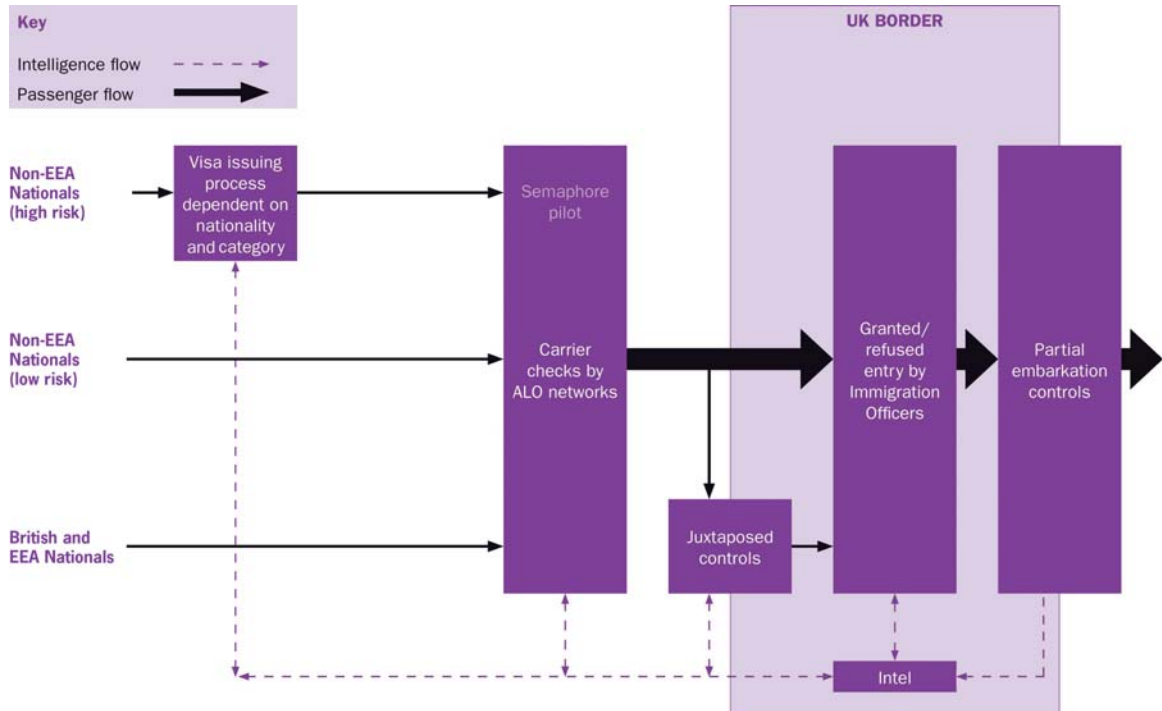 Key
Intelligence flow
Passenger flow
UK BORDER
Non-EEA
Nationals
(high risk)
Visa issuing
process
dependent on
nationality
and category
Semaphore
pilot
Non-EEA
Nationals
(low risk)
Carrier
checks by
ALO networks
Granted/
refused
entry by
Immigration
Officers
Partial
embarkation
controls
British and
EEA Nationals
Juxtaposed
controls
Intel